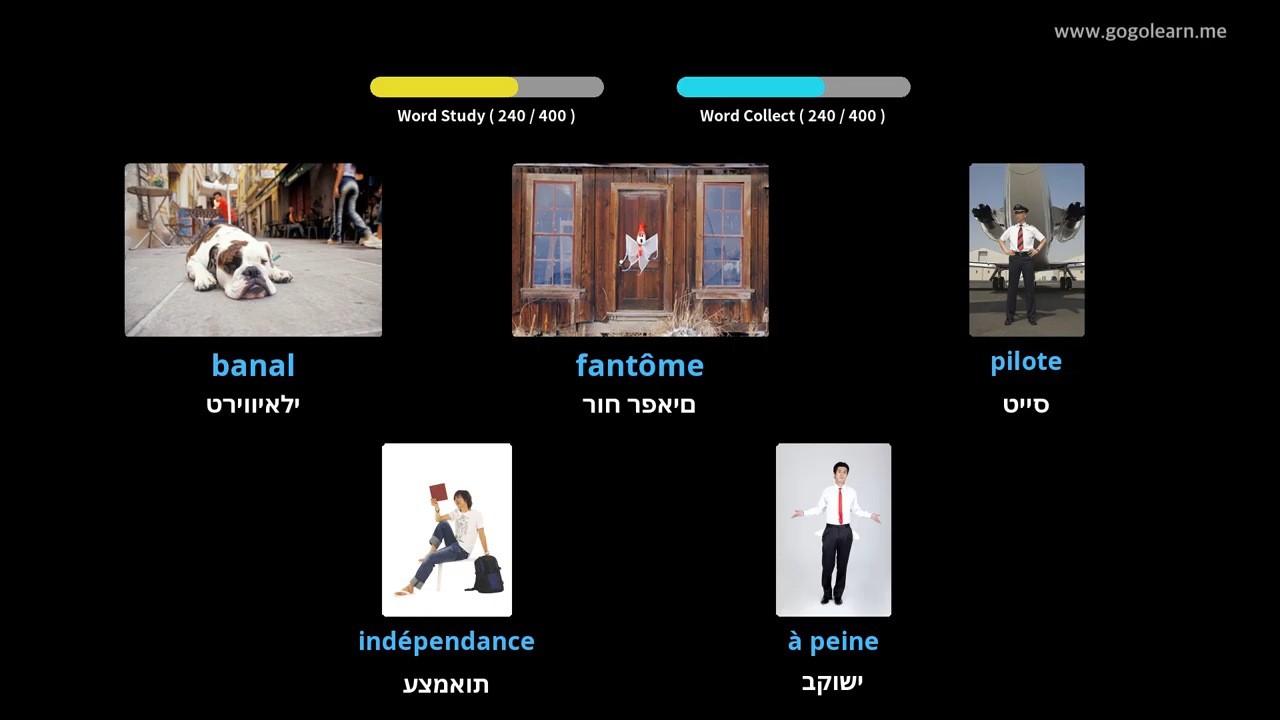 www.gogolearn.me
Word Study ( 240 / 400 )
Word Collect ( 240 / 400 )
banal
ילאיווירט
fantôme
םיאפר חור
pilote
סייט
indépendance
תואמצע
à peine
ישוקב